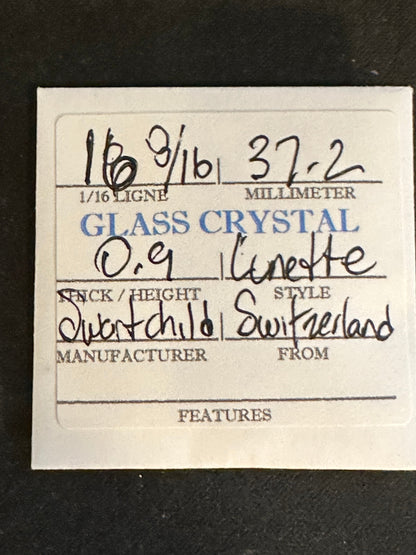 16 8/16 37.2
1/16 LIGNE MILLIMETER
GLASS CRYSTAL
0.9 Lunette
THICK / HEIGHT STYLE
Swartchild Switzerland
MANUFACTURER FROM
FEATURES